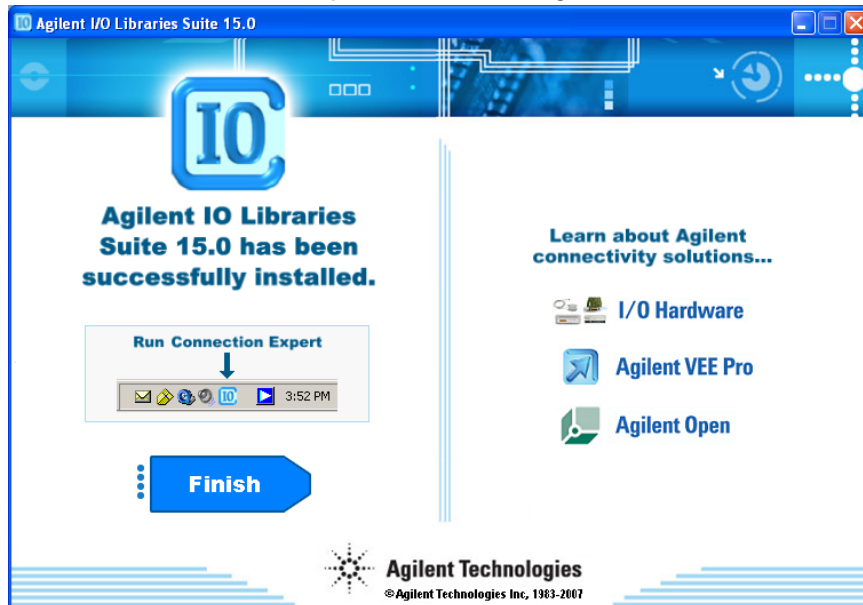 Agilent I/O Libraries Suite 15.0
IO
Agilent IO Libraries
Suite 15.0 has been
successfully installed.
Run Connection Expert
IO
3:52 PM
Finish
Learn about Agilent
connectivity solutions...
I/O Hardware
Agilent VEE Pro
Agilent Open
Agilent Technologies
©Agilent Technologies Inc, 1983-2007